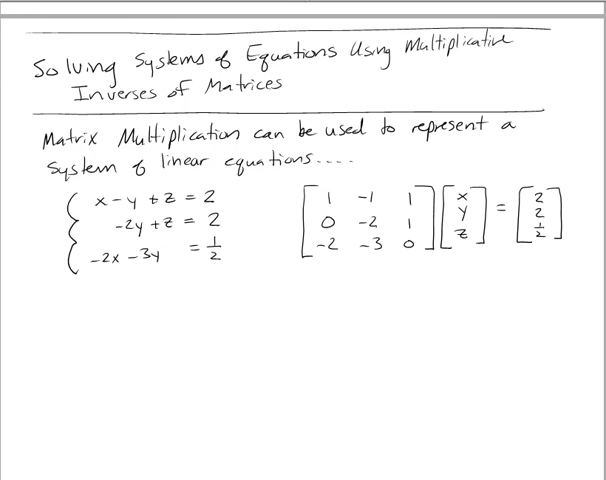 Solving Systems of Equations Using Multiplicative
Inverses of Matrices
Matrix Multiplication can be used to represent a
system of linear equations....
x - y + z = 2
-2y + z = 2
-2x - 3y = 1/2
[1 -1 1] [x] = [2]
[0 -2 1] [y] [2]
[-2 -3 0] [z] [1/2]